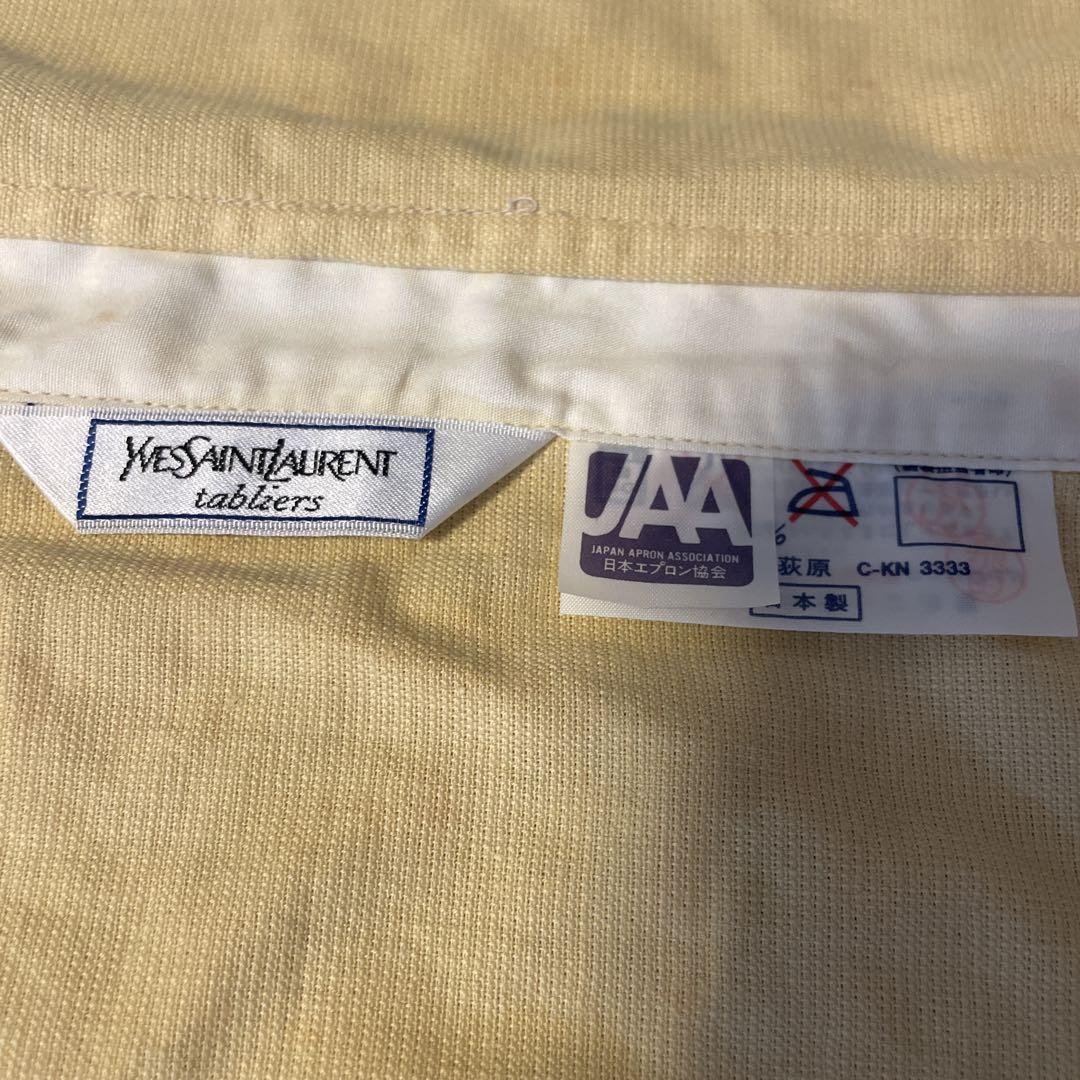 YVES SAINT LAURENT
tabliers
JAA
JAPAN APRON ASSOCIATION
日本エプロン協会
%
荻原 C-KN 3333
本製